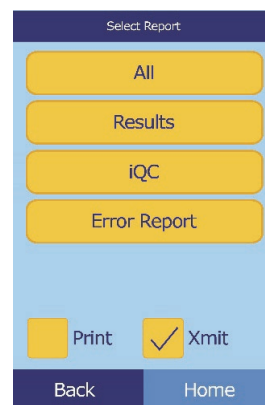 Select Report
All
Results
iQC
Error Report
Print Xmit
Back Home